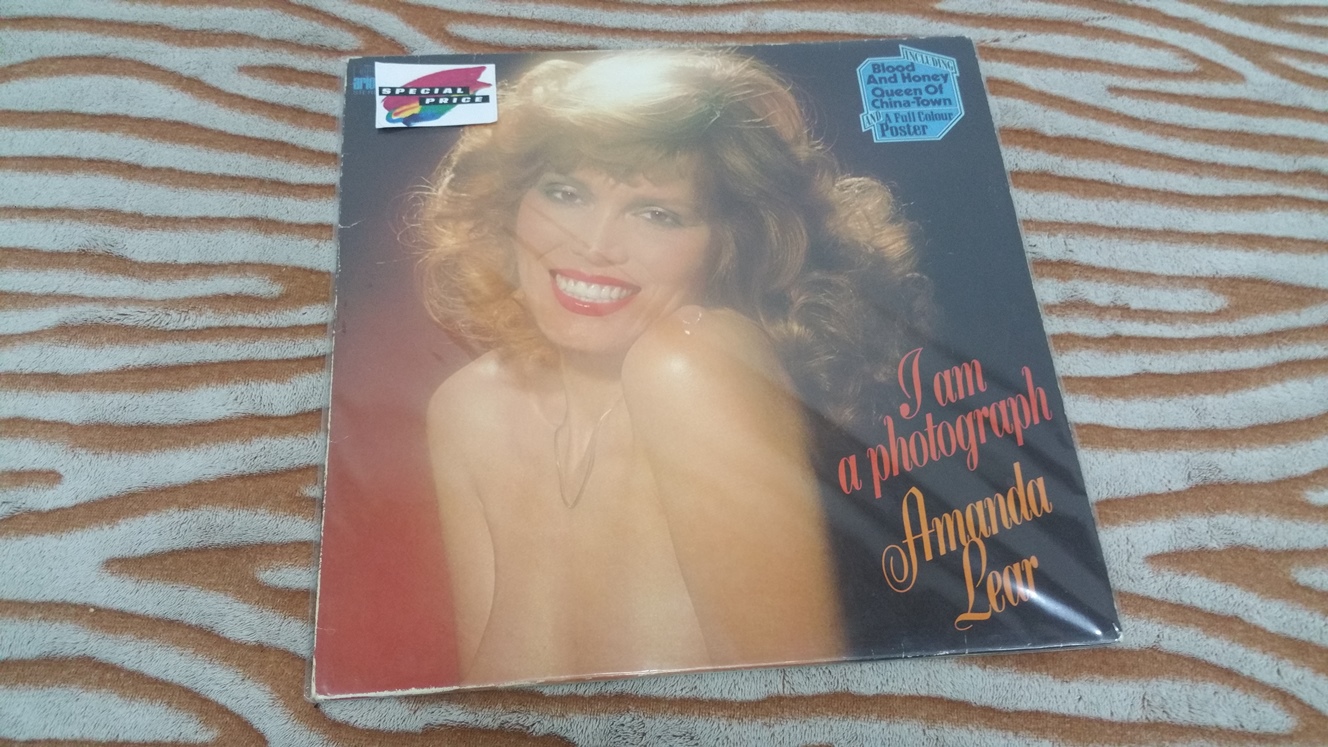 SPECIAL
PRICE
INCLUDING
Blood
And Honey
Queen Of
China-Town
AND A Full Colour
Poster
I am
a photograph
Amanda
Lear